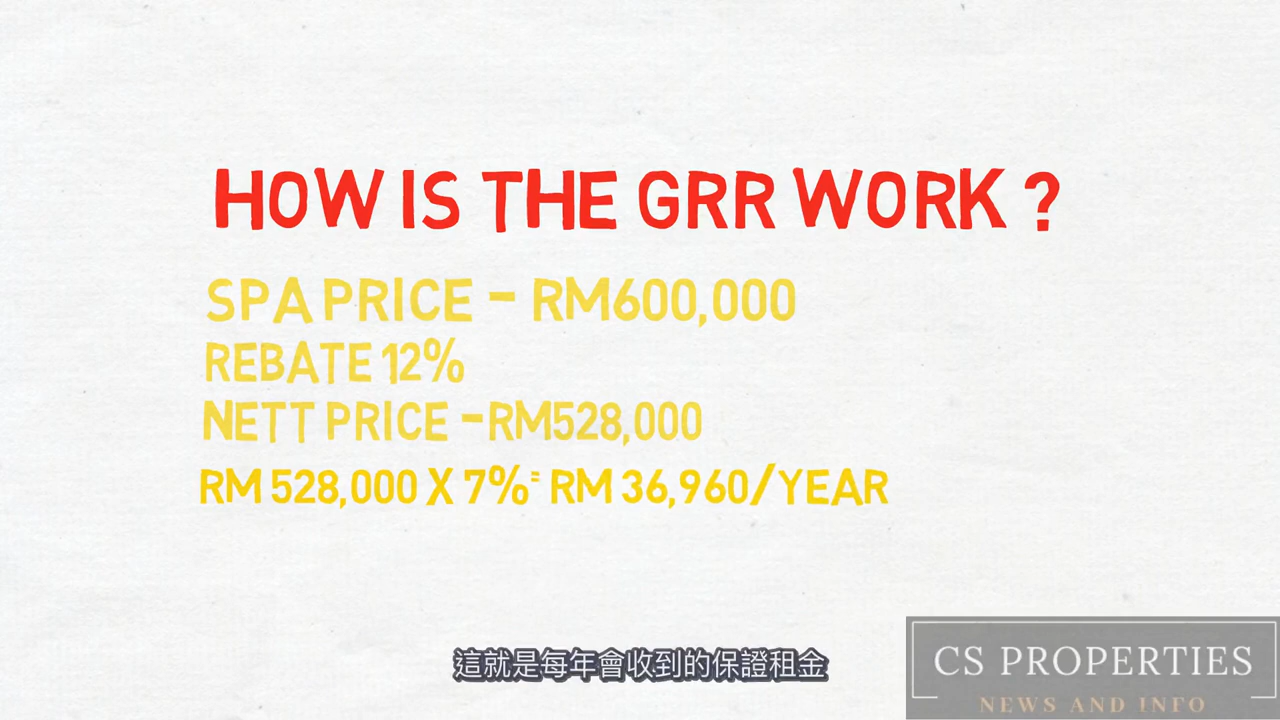 HOW IS THE GRR WORK ?
SPA PRICE - RM600,000
REBATE 12%
NETT PRICE -RM528,000
RM 528,000 X 7%= RM 36,960/YEAR
這就是每年會收到的保證租金
CS PROPERTIES
NEWS AND INFO